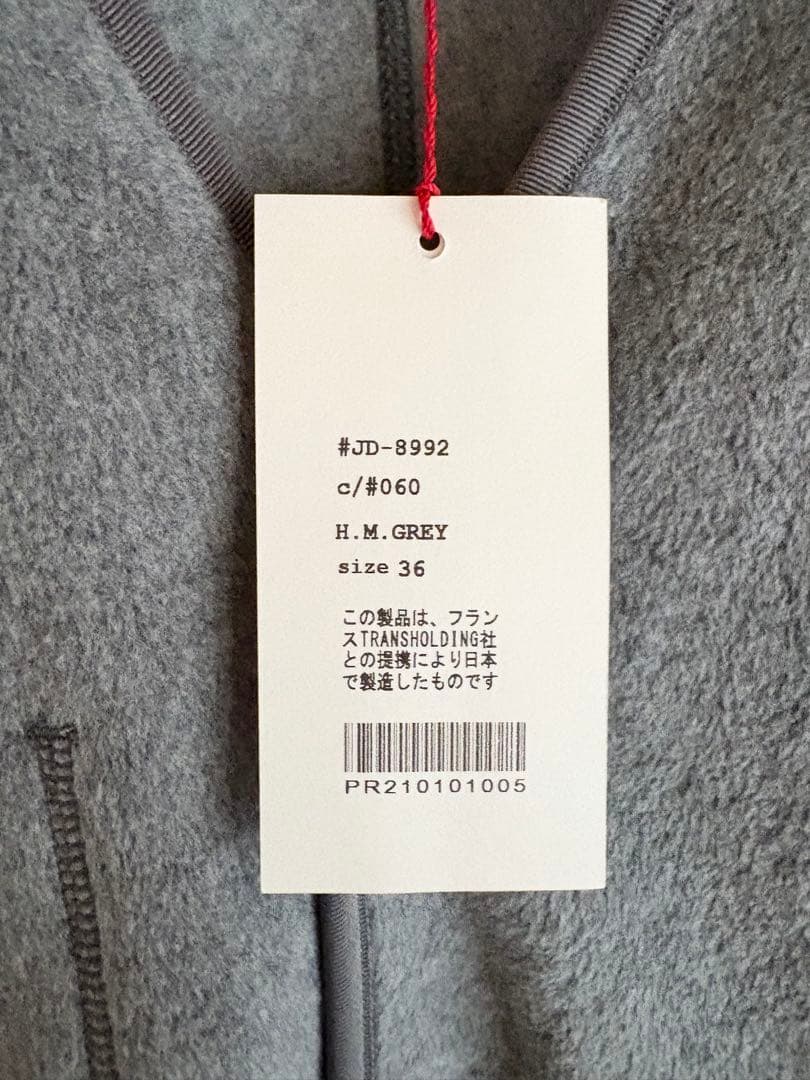 #JD-8992
c/#060
H.M.GREY
size 36
この製品は、フラン
スTRANSHOLDING社
との提携により日本
で製造したものです
PR210101005